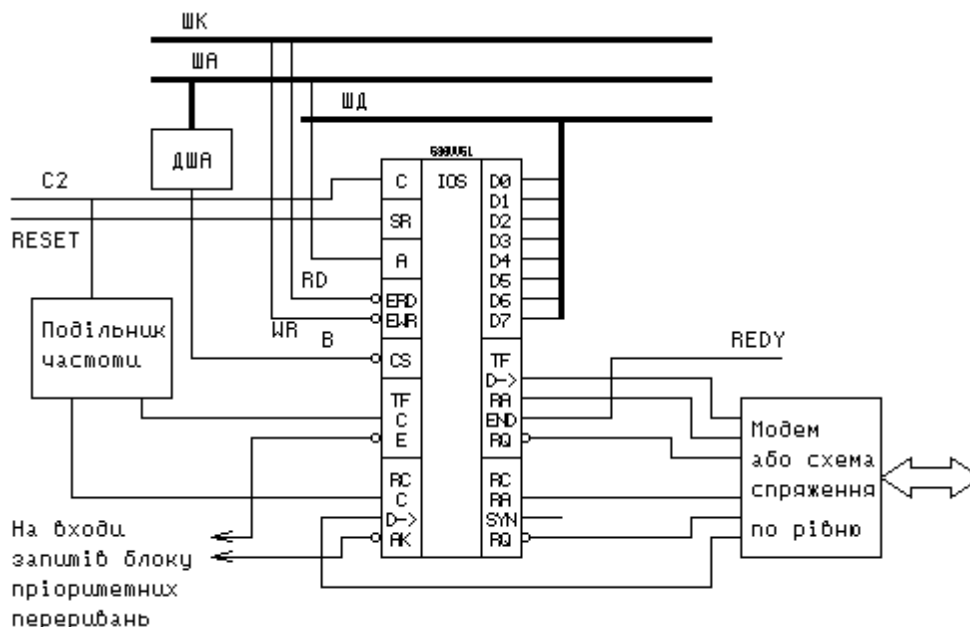 ШК
ША
ШД
ДША
C2
RESET
RD
WR
B
REDY
Подільник
частоти
IOS
C
SR
A
ERD
EWR
CS
TF
C
E
RC
C
D->
AK
D0
D1
D2
D3
D4
D5
D6
D7
TF
D->
RA
END
RQ
RC
RA
SYN
RQ
Модем
або схема
спряження
по рівню
На входи
запитів блоку
пріоритетних
переривань